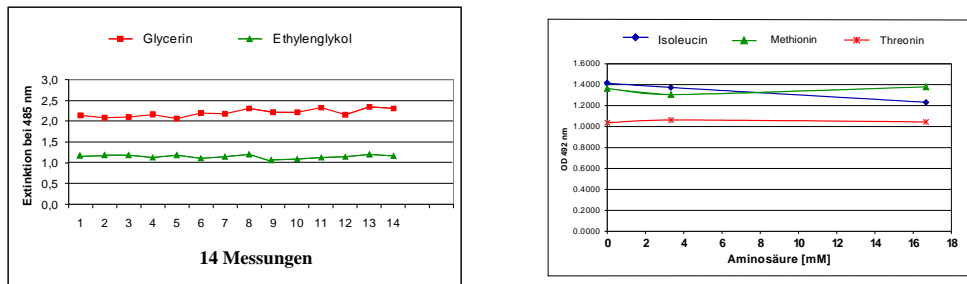 Glycerin Ethylenglykol
Extinktion bei 485 nm
3,0
2,5
2,0
1,5
1,0
0,5
0,0
1 2 3 4 5 6 7 8 9 10 11 12 13 14
14 Messungen
Isoleucin Methionin Threonin
OD 492 nm
1.6000
1.4000
1.2000
1.0000
0.8000
0.6000
0.4000
0.2000
0.0000
0 2 4 6 8 10 12 14 16 18
Aminosäure [mM]